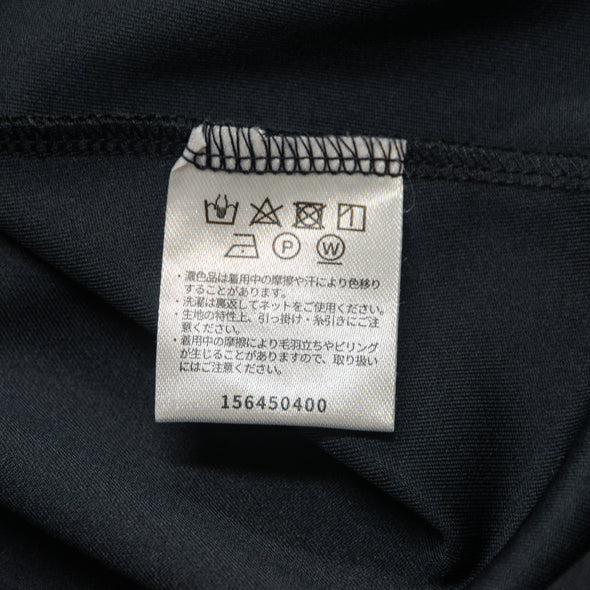 P W
・濃色品は着用中の摩擦や汗により色移り
することがあります。
・洗濯は裏返してネットをご使用ください。
・生地の特性上、引っ掛け・糸引きにご注
意ください。
・着用中の摩擦により毛羽立ちやピリング
が生じることがありますので、取り扱い
にはご注意ください。
156450400